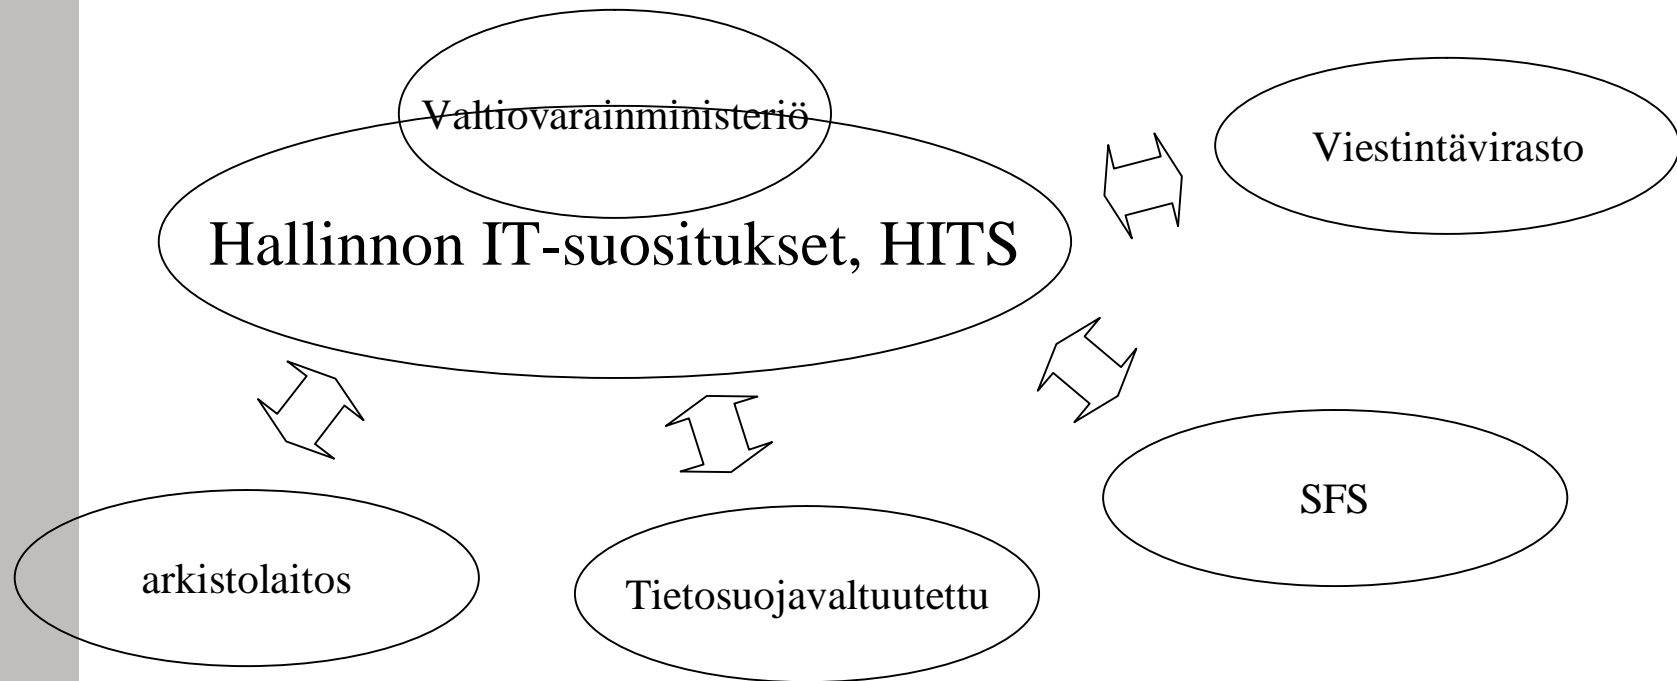 Valtiovarainministeriö
Viestintävirasto
Hallinnon IT-suositukset, HITS
SFS
arkistolaitos
Tietosuojavaltuutettu